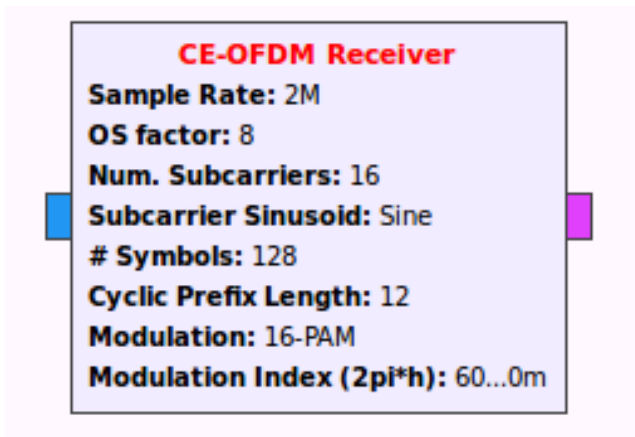 CE-OFDM Receiver
Sample Rate: 2M
OS factor: 8
Num. Subcarriers: 16
Subcarrier Sinusoid: Sine
# Symbols: 128
Cyclic Prefix Length: 12
Modulation: 16-PAM
Modulation Index (2pi*h): 60...0m